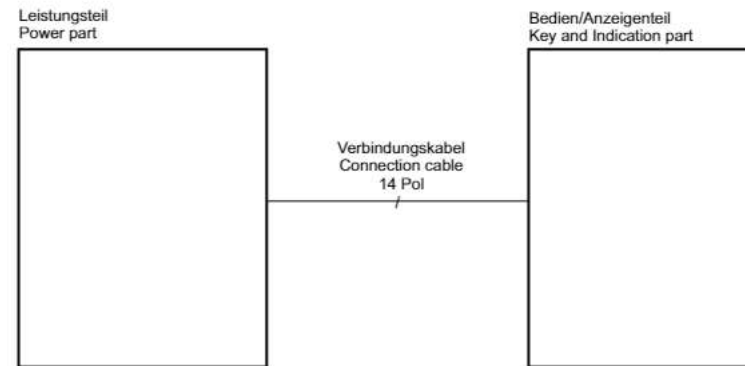 Leistungsteil
Power part
Bedien/Anzeigenteil
Key and Indication part
Verbindungskabel
Connection cable
14 Pol